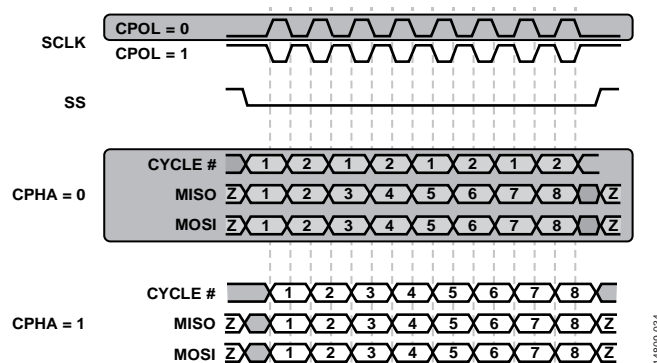 SCLK
CPOL = 0
CPOL = 1
SS
CPHA = 0
CYCLE # 1 2 1 2 1 2 1 2
MISO Z 1 2 3 4 5 6 7 8 Z
MOSI Z 1 2 3 4 5 6 7 8 Z
CPHA = 1
CYCLE # 1 2 3 4 5 6 7 8
MISO Z 1 2 3 4 5 6 7 8 Z
MOSI Z 1 2 3 4 5 6 7 8 Z